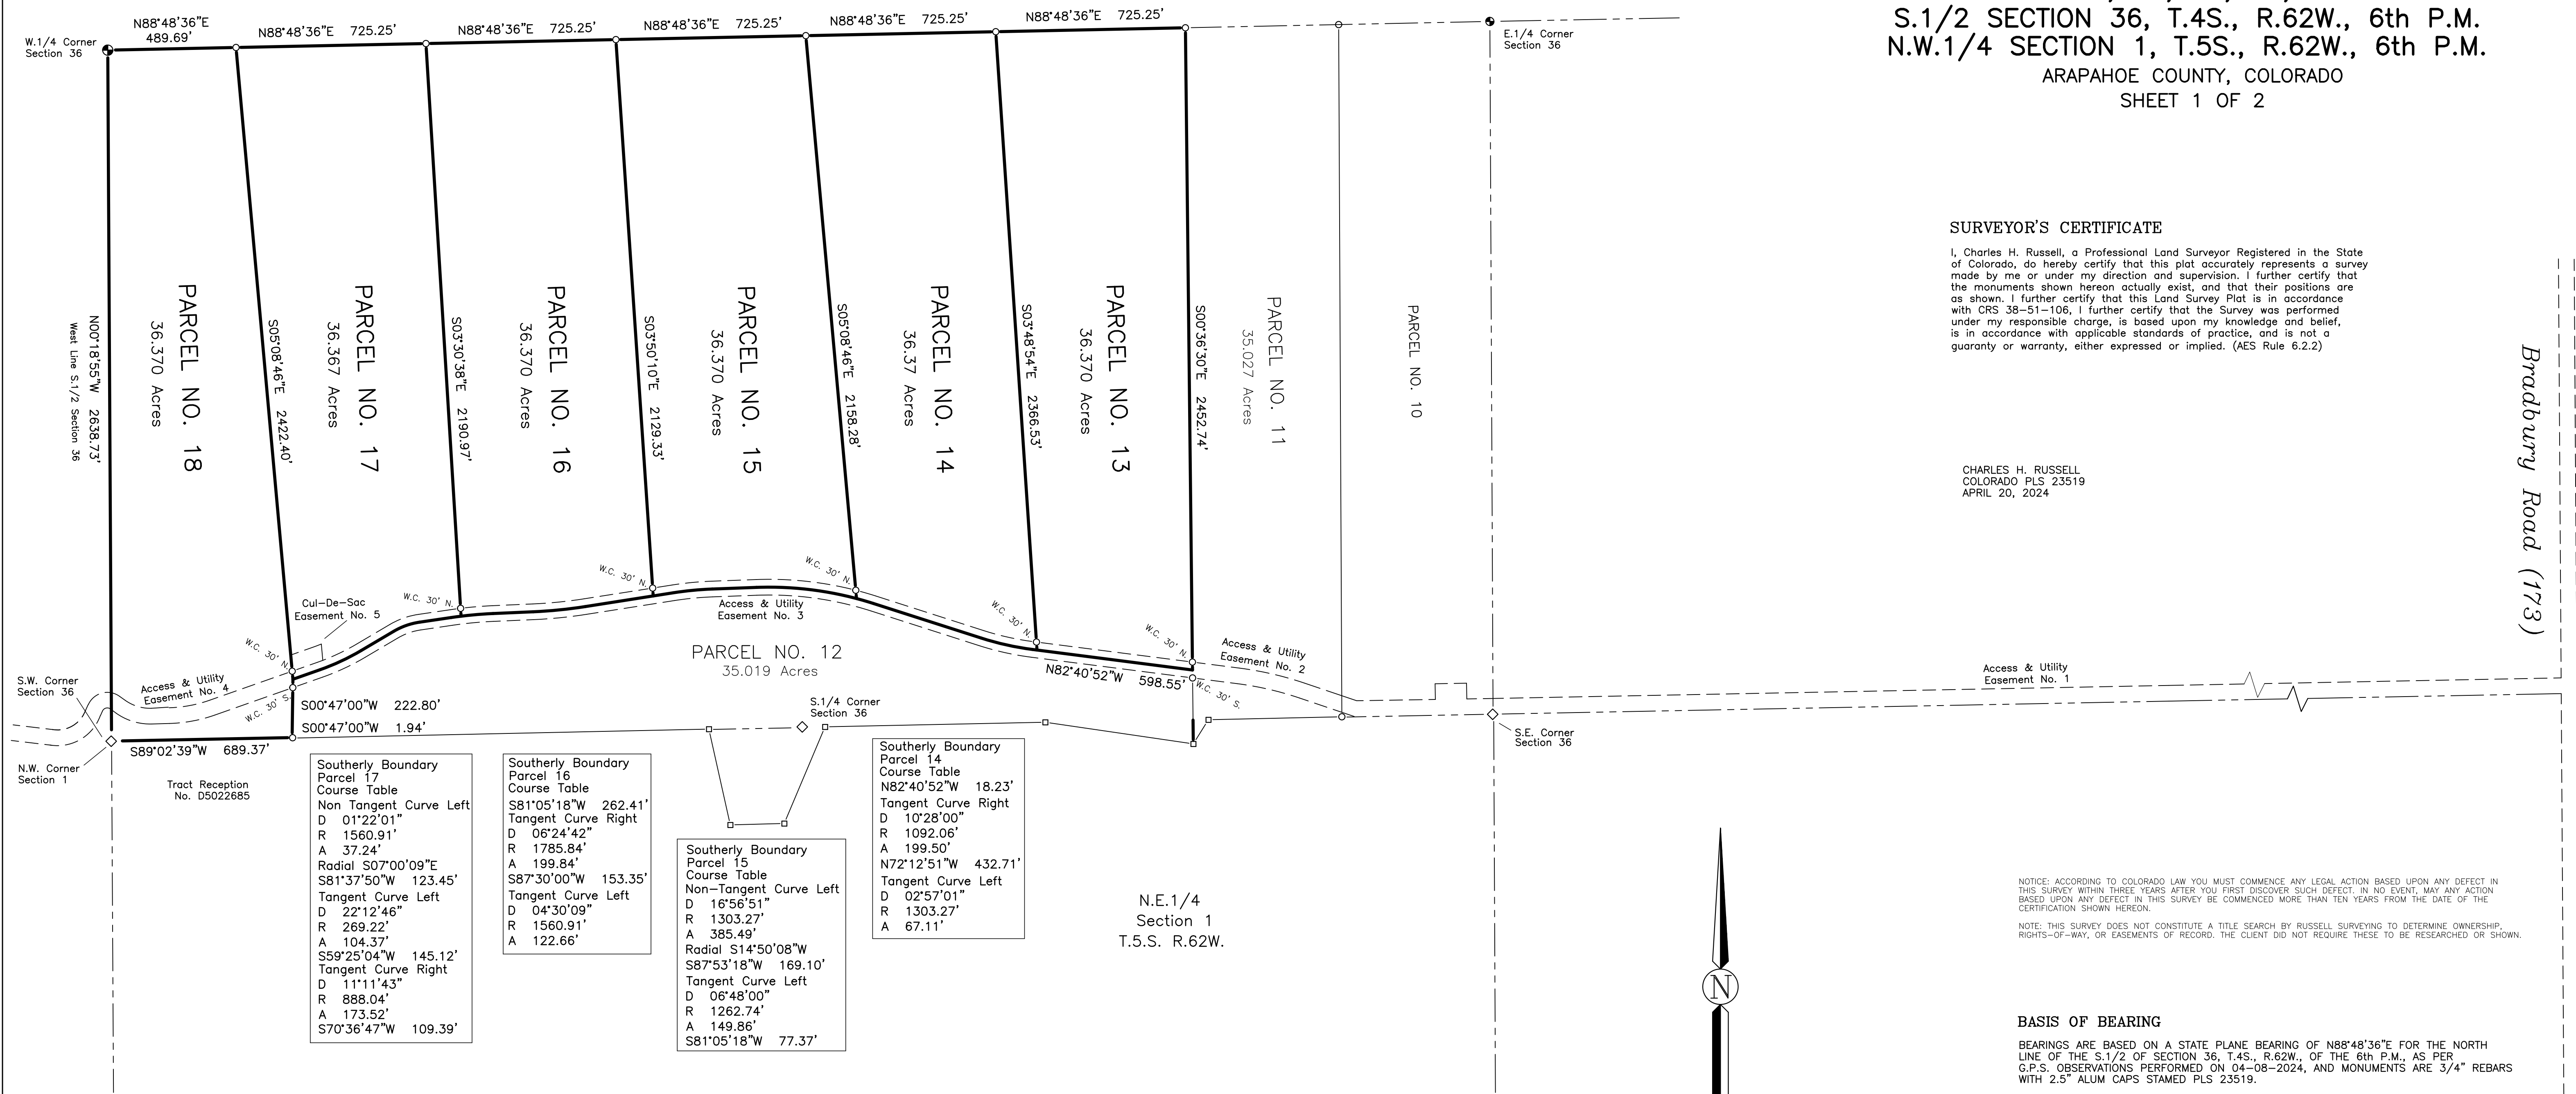 S.1/2 SECTION 36, T.4S., R.62W., 6th P.M.
N.W.1/4 SECTION 1, T.5S., R.62W., 6th P.M.
ARAPAHOE COUNTY, COLORADO
SHEET 1 OF 2
W.1/4 Corner
Section 36
N88°48'36"E
489.69'
N88°48'36"E 725.25'
N88°48'36"E 725.25'
N88°48'36"E 725.25'
N88°48'36"E 725.25'
N88°48'36"E 725.25'
E.1/4 Corner
Section 36
N00°18'55"W 2638.73'
West Line S.1/2 Section 36
PARCEL NO. 18
36.370 Acres
S05°08'46"E 2422.40'
PARCEL NO. 17
36.367 Acres
S03°30'38"E 2190.97'
PARCEL NO. 16
36.370 Acres
S03°50'10"E 2129.33'
PARCEL NO. 15
36.370 Acres
S05°08'46"E 2158.28'
PARCEL NO. 14
36.37 Acres
S03°48'54"E 2366.53'
PARCEL NO. 13
36.370 Acres
S00°36'30"E 2452.74'
PARCEL NO. 11
35.027 Acres
PARCEL NO. 10
SURVEYOR'S CERTIFICATE
I, Charles H. Russell, a Professional Land Surveyor Registered in the State
of Colorado, do hereby certify that this plat accurately represents a survey
made by me or under my direction and supervision. I further certify that
the monuments shown hereon actually exist, and that their positions are
as shown. I further certify that this Land Survey Plat is in accordance
with CRS 38-51-106, I further certify that the Survey was performed
under my responsible charge, is based upon my knowledge and belief,
is in accordance with applicable standards of practice, and is not a
guaranty or warranty, either expressed or implied. (AES Rule 6.2.2)
CHARLES H. RUSSELL
COLORADO PLS 23519
APRIL 20, 2024
Bradbury Road (173)
W.C. 30' N.
Cul-De-Sac
Easement No. 5
W.C. 30' N.
W.C. 30' N.
W.C. 30' N.
W.C. 30' N.
W.C. 30' N.
W.C. 30' S.
W.C. 30' S.
Access & Utility
Easement No. 4
Access & Utility
Easement No. 3
Access & Utility
Easement No. 2
Access & Utility
Easement No. 1
PARCEL NO. 12
35.019 Acres
N82°40'52"W 598.55'
S.W. Corner
Section 36
S.1/4 Corner
Section 36
S.E. Corner
Section 36
N.W. Corner
Section 1
S00°47'00"W 222.80'
S00°47'00"W 1.94'
S89°02'39"W 689.37'
Tract Reception
No. D5022685
Southerly Boundary
Parcel 17
Course Table
Non Tangent Curve Left
D 01°22'01"
R 1560.91'
A 37.24'
Radial S07°00'09"E
S81°37'50"W 123.45'
Tangent Curve Left
D 22°12'46"
R 269.22'
A 104.37'
S59°25'04"W 145.12'
Tangent Curve Right
D 11°11'43"
R 888.04'
A 173.52'
S70°36'47"W 109.39'
Southerly Boundary
Parcel 16
Course Table
S81°05'18"W 262.41'
Tangent Curve Right
D 06°24'42"
R 1785.84'
A 199.84'
S87°30'00"W 153.35'
Tangent Curve Left
D 04°30'09"
R 1560.91'
A 122.66'
Southerly Boundary
Parcel 15
Course Table
Non-Tangent Curve Left
D 16°56'51"
R 1303.27'
A 385.49'
Radial S14°50'08"W
S87°53'18"W 169.10'
Tangent Curve Left
D 06°48'00"
R 1262.74'
A 149.86'
S81°05'18"W 77.37'
Southerly Boundary
Parcel 14
Course Table
N82°40'52"W 18.23'
Tangent Curve Right
D 10°28'00"
R 1092.06'
A 199.50'
N72°12'51"W 432.71'
Tangent Curve Left
D 02°57'01"
R 1303.27'
A 67.11'
N.E.1/4
Section 1
T.5.S. R.62W.
N
NOTICE: ACCORDING TO COLORADO LAW YOU MUST COMMENCE ANY LEGAL ACTION BASED UPON ANY DEFECT IN
THIS SURVEY WITHIN THREE YEARS AFTER YOU FIRST DISCOVER SUCH DEFECT. IN NO EVENT, MAY ANY ACTION
BASED UPON ANY DEFECT IN THIS SURVEY BE COMMENCED MORE THAN TEN YEARS FROM THE DATE OF THE
CERTIFICATION SHOWN HEREON.
NOTE: THIS SURVEY DOES NOT CONSTITUTE A TITLE SEARCH BY RUSSELL SURVEYING TO DETERMINE OWNERSHIP,
RIGHTS-OF-WAY, OR EASEMENTS OF RECORD. THE CLIENT DID NOT REQUIRE THESE TO BE RESEARCHED OR SHOWN.
BASIS OF BEARING
BEARINGS ARE BASED ON A STATE PLANE BEARING OF N88°48'36"E FOR THE NORTH
LINE OF THE S.1/2 OF SECTION 36, T.4S., R.62W., OF THE 6th P.M., AS PER
G.P.S. OBSERVATIONS PERFORMED ON 04-08-2024, AND MONUMENTS ARE 3/4" REBARS
WITH 2.5" ALUM CAPS STAMED PLS 23519.